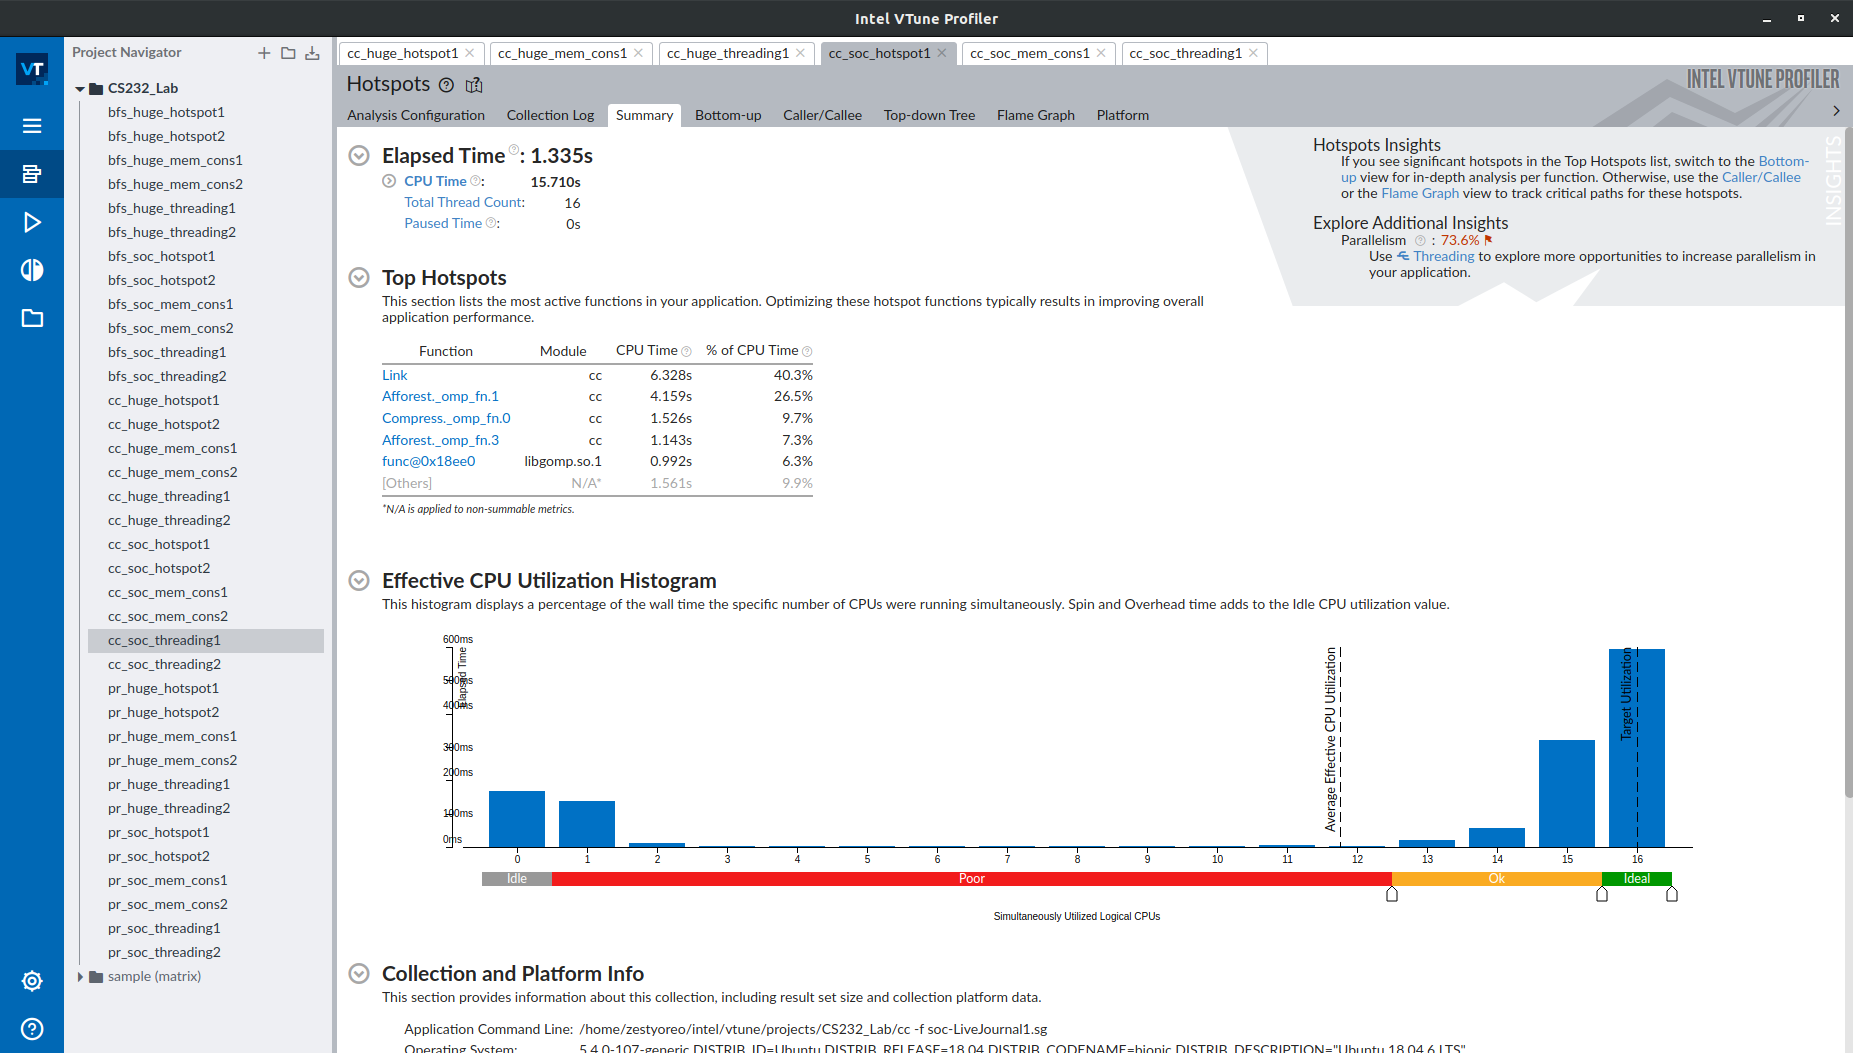 Intel VTune Profiler
VT
Project Navigator
CS232_Lab
bfs_huge_hotspot1
bfs_huge_hotspot2
bfs_huge_mem_cons1
bfs_huge_mem_cons2
bfs_huge_threading1
bfs_huge_threading2
bfs_soc_hotspot1
bfs_soc_hotspot2
bfs_soc_mem_cons1
bfs_soc_mem_cons2
bfs_soc_threading1
bfs_soc_threading2
cc_huge_hotspot1
cc_huge_hotspot2
cc_huge_mem_cons1
cc_huge_mem_cons2
cc_huge_threading1
cc_huge_threading2
cc_soc_hotspot1
cc_soc_hotspot2
cc_soc_mem_cons1
cc_soc_mem_cons2
cc_soc_threading1
cc_soc_threading2
pr_huge_hotspot1
pr_huge_hotspot2
pr_huge_mem_cons1
pr_huge_mem_cons2
pr_huge_threading1
pr_huge_threading2
pr_soc_hotspot1
pr_soc_hotspot2
pr_soc_mem_cons1
pr_soc_mem_cons2
pr_soc_threading1
pr_soc_threading2
sample (matrix)
cc_huge_hotspot1 cc_huge_mem_cons1 cc_huge_threading1 cc_soc_hotspot1 cc_soc_mem_cons1 cc_soc_threading1
Hotspots
INTEL VTUNE PROFILER
Analysis Configuration Collection Log Summary Bottom-up Caller/Callee Top-down Tree Flame Graph Platform
Elapsed Time : 1.335s
CPU Time : 15.710s
Total Thread Count: 16
Paused Time : 0s
Hotspots Insights
If you see significant hotspots in the Top Hotspots list, switch to the Bottom-
up view for in-depth analysis per function. Otherwise, use the Caller/Callee
or the Flame Graph view to track critical paths for these hotspots.
Explore Additional Insights
Parallelism : 73.6%
Use Threading to explore more opportunities to increase parallelism in
your application.
INSIGHTS
Top Hotspots
This section lists the most active functions in your application. Optimizing these hotspot functions typically results in improving overall
application performance.
Function Module CPU Time % of CPU Time
Link cc 6.328s 40.3%
Afforest._omp_fn.1 cc 4.159s 26.5%
Compress._omp_fn.0 cc 1.526s 9.7%
Afforest._omp_fn.3 cc 1.143s 7.3%
func@0x18ee0 libgomp.so.1 0.992s 6.3%
[Others] N/A* 1.561s 9.9%
*N/A is applied to non-summable metrics.
Effective CPU Utilization Histogram
This histogram displays a percentage of the wall time the specific number of CPUs were running simultaneously. Spin and Overhead time adds to the Idle CPU utilization value.
600ms
500ms
400ms
300ms
200ms
100ms
0ms
Elapsed Time
Average Effective CPU Utilization
Target Utilization
0 1 2 3 4 5 6 7 8 9 10 11 12 13 14 15 16
Idle Poor Ok Ideal
Simultaneously Utilized Logical CPUs
Collection and Platform Info
This section provides information about this collection, including result set size and collection platform data.
Application Command Line: /home/zestyoreo/intel/vtune/projects/CS232_Lab/cc -f soc-LiveJournal1.sg
Operating System: 5.4.0-107-generic DISTRIB_ID=Ubuntu DISTRIB_RELEASE=18.04 DISTRIB_CODENAME=bionic DISTRIB_DESCRIPTION="Ubuntu 18.04.6 LTS"